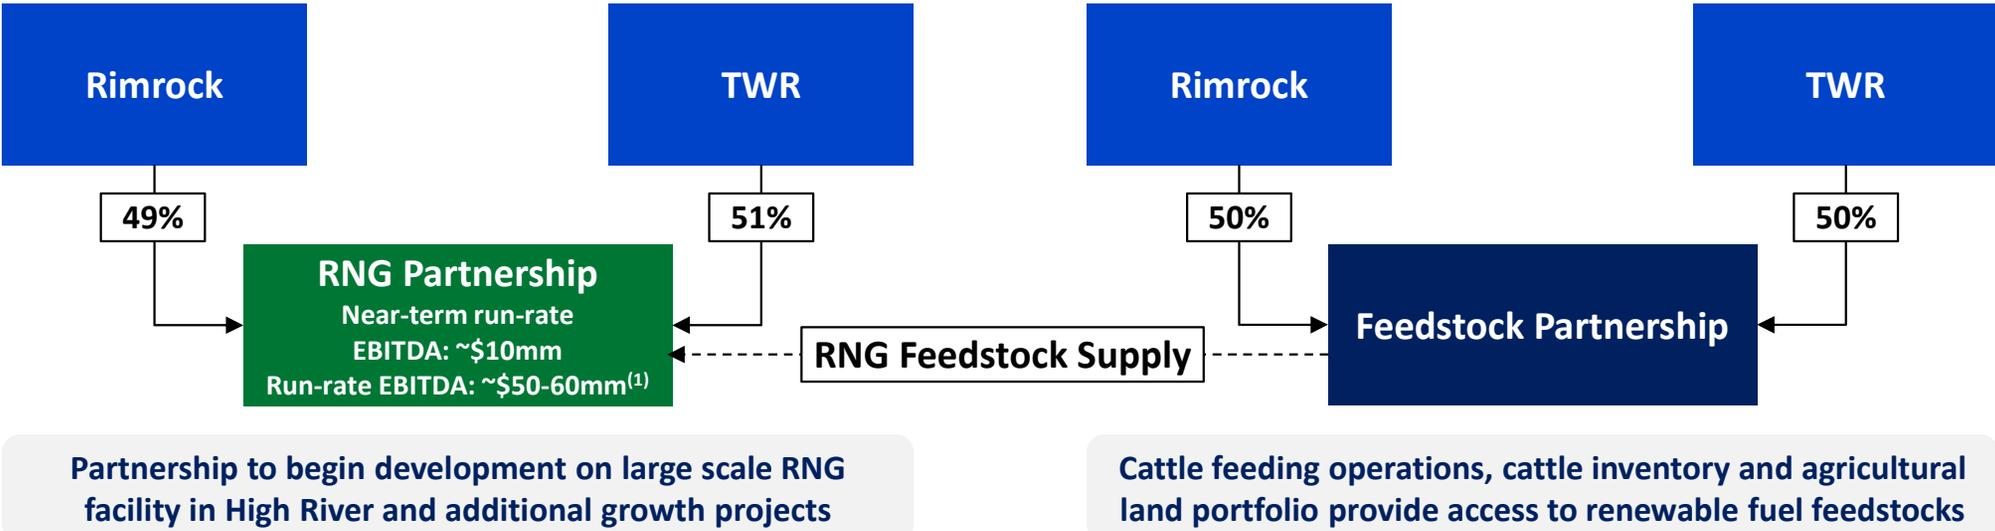 Rimrock
TWR
Rimrock
TWR
49%
51%
50%
50%
RNG Partnership
Near-term run-rate
EBITDA: ~$10mm
Run-rate EBITDA: ~$50-60mm(1)
RNG Feedstock Supply
Feedstock Partnership
Partnership to begin development on large scale RNG
facility in High River and additional growth projects
Cattle feeding operations, cattle inventory and agricultural
land portfolio provide access to renewable fuel feedstocks